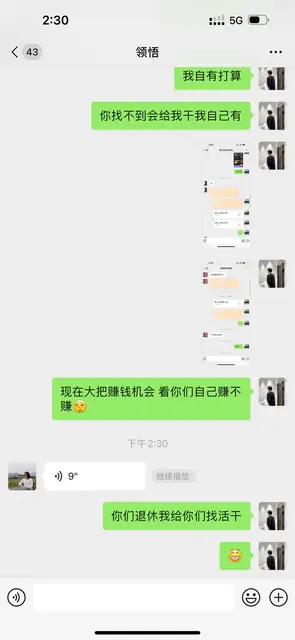 2:30
5G
43
领悟
我自有打算
你找不到会给我干我自己有
现在大把赚钱机会 看你们自己赚不
赚
下午 2:30
9"
继续播放
你们退休我给你们找活干